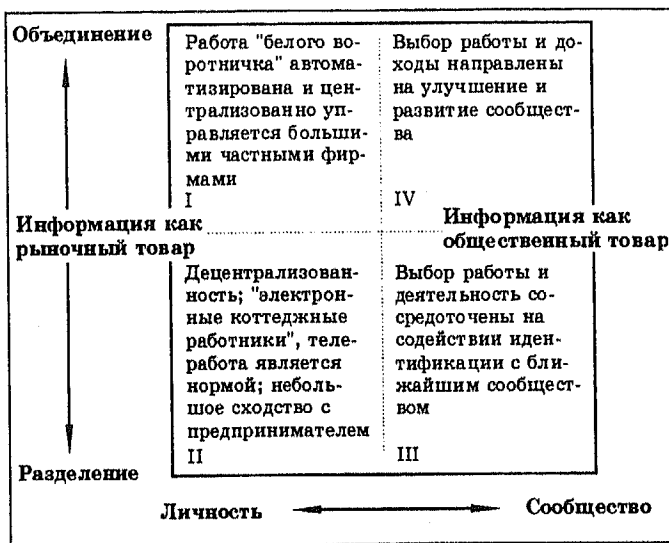 Объединение
Работа "белого во-
ротничка" автома-
тизирована и цен-
трализованно уп-
равляется больши-
ми частными фир-
мами
I
Выбор работы и до-
ходы направлены
на улучшение и
развитие сообщест-
ва
IV
Информация как
рыночный товар
Информация как
общественный товар
Децентрализован-
ность; "электрон-
ные коттеджные
работники", теле-
работа является
нормой; неболь-
шое сходство с
предпринимателем
II
Выбор работы и
деятельность со-
средоточены на
содействии иден-
тификации с бли-
жайшим сообщест-
вом
III
Разделение
Личность
Сообщество